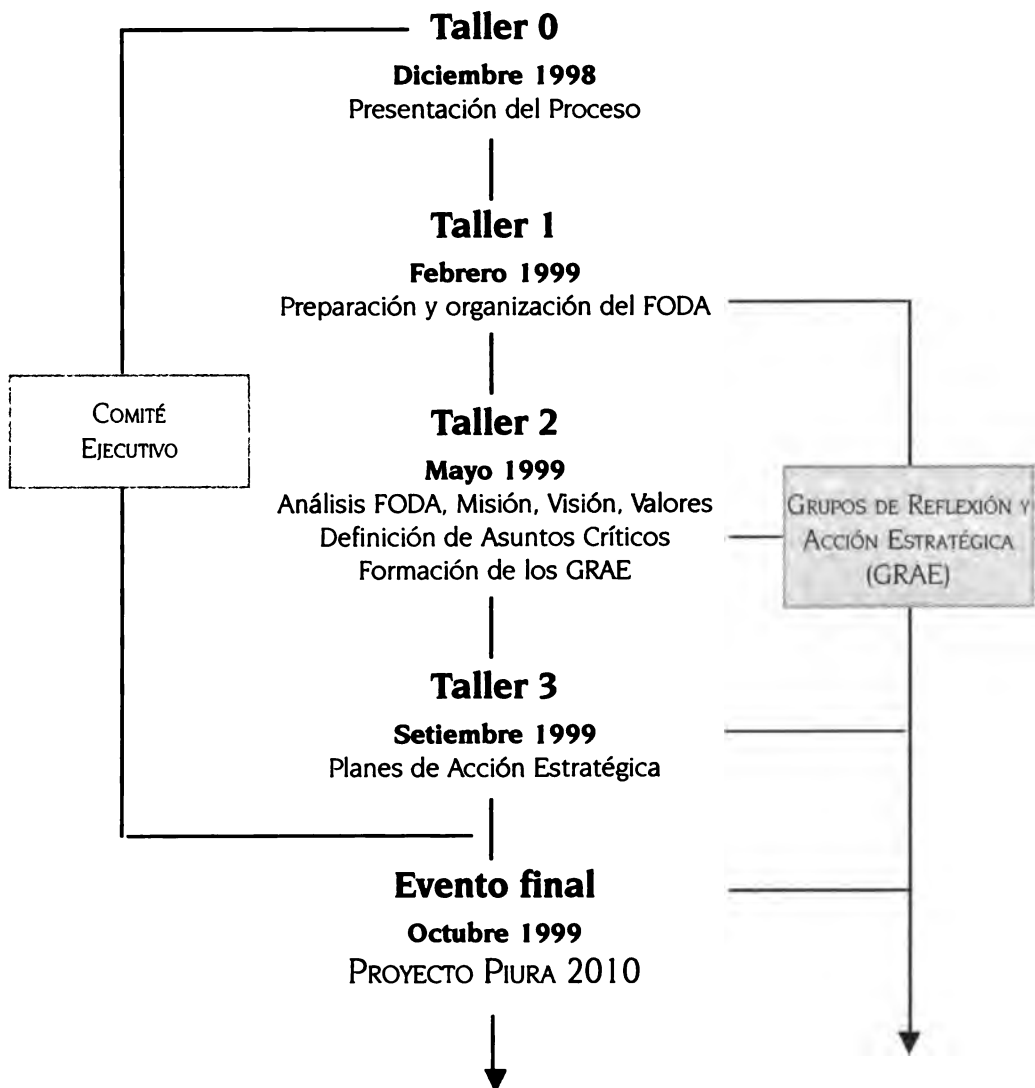 Taller 0
Diciembre 1998
Presentación del Proceso
Taller 1
Febrero 1999
Preparación y organización del FODA
COMITÉ
EJECUTIVO
Taller 2
Mayo 1999
Análisis FODA, Misión, Visión, Valores
Definición de Asuntos Críticos
Formación de los GRAE
GRUPOS DE REFLEXIÓN Y
ACCIÓN ESTRATÉGICA
(GRAE)
Taller 3
Setiembre 1999
Planes de Acción Estratégica
Evento final
Octubre 1999
PROYECTO PIURA 2010